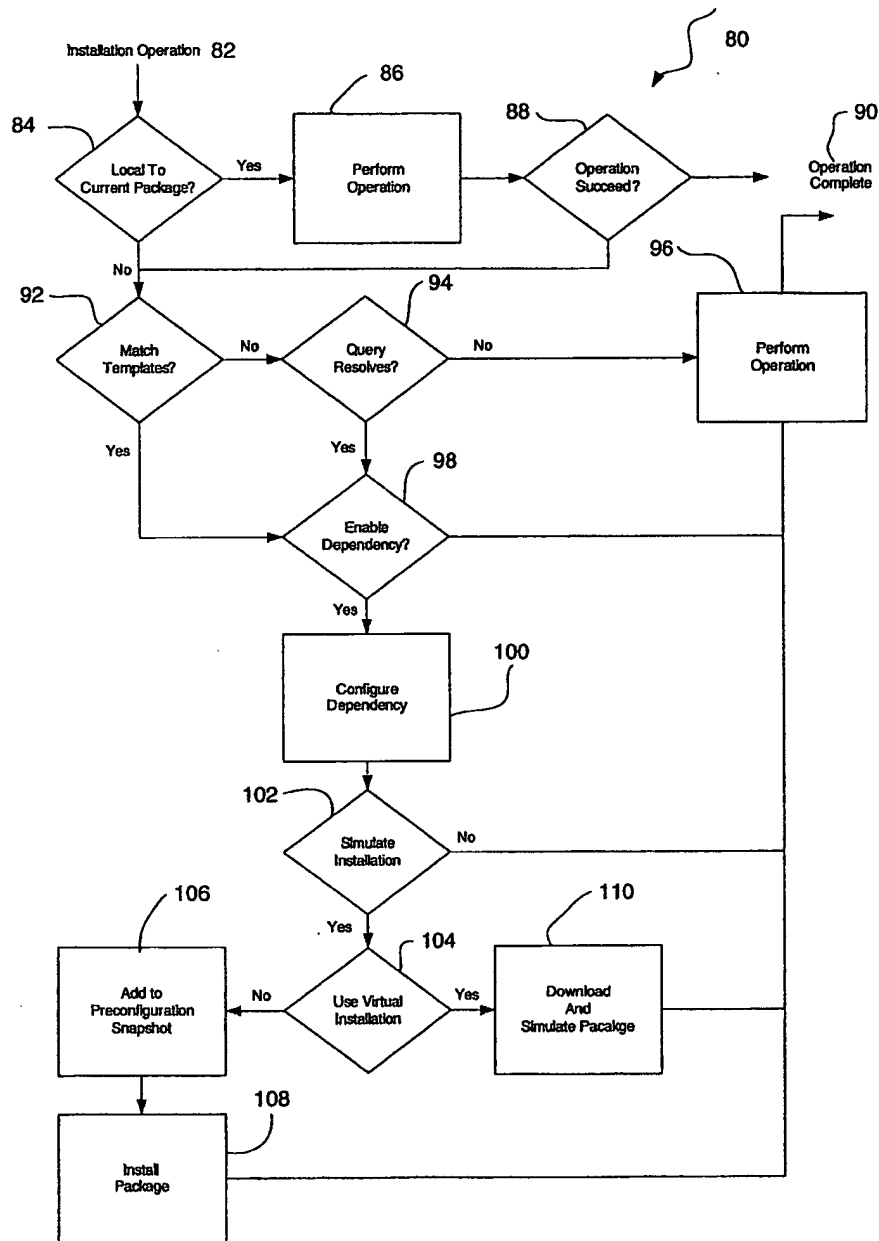 80
Installation Operation 82
84
86
88
90
Local To
Current Package?
Yes
Perform
Operation
Operation
Succeed?
Operation
Complete
No
92
94
96
Match
Templates?
No
Query
Resolves?
No
Perform
Operation
Yes
Yes
98
Enable
Dependency?
Yes
Configure
Dependency
100
102
Simulate
Installation
No
Yes
104
106
110
Add to
Preconfiguration
Snapshot
No
Use Virtual
Installation
Yes
Download
And
Simulate Pacakge
108
Install
Package